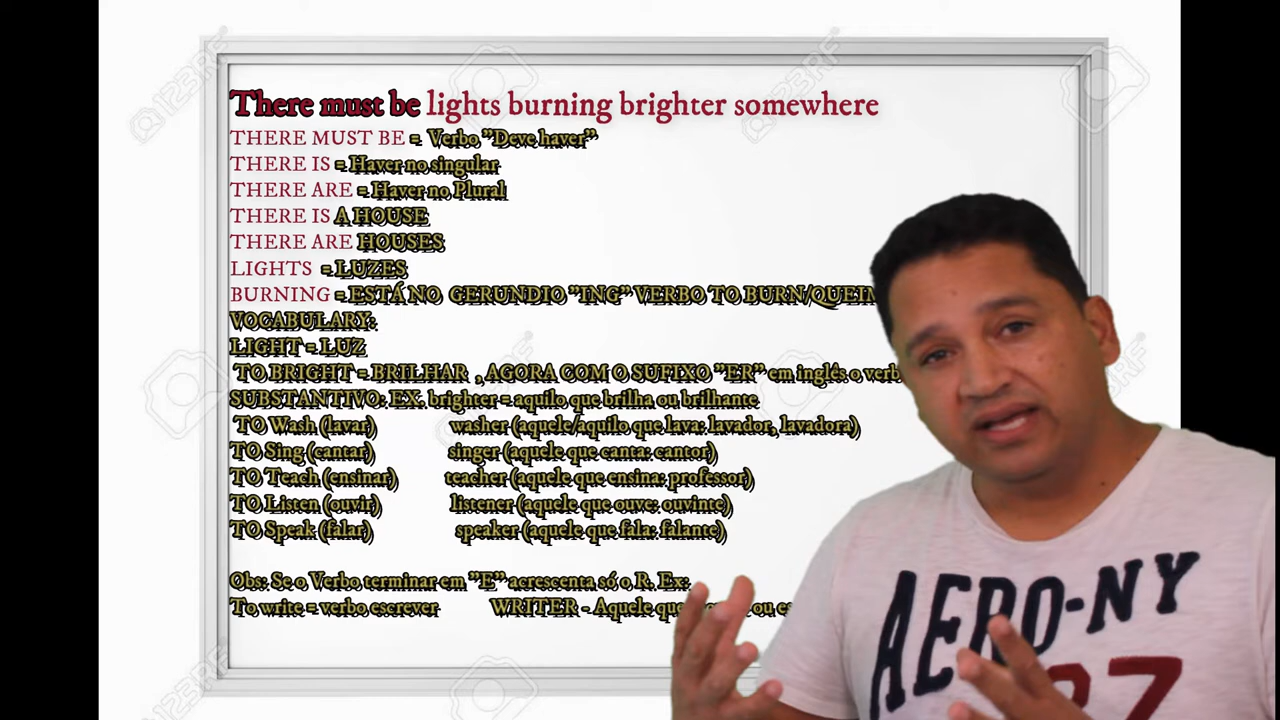 There must be lights burning brighter somewhere
THERE MUST BE = Verbo "Deve haver"
THERE IS = Haver no singular
THERE ARE = Haver no Plural
THERE IS A HOUSE
THERE ARE HOUSES
LIGHTS = LUZES
BURNING = ESTÁ NO GERUNDIO "ING" VERBO TO BURN/QUEIM
VOCABULARY:
LIGHT = LUZ
TO BRIGHT = BRILHAR , AGORA COM O SUFIXO "ER" em inglês o verb
SUBSTANTIVO: EX. brighter = aquilo que brilha ou brilhante
TO Wash (lavar) washer (aquele/aquilo que lava: lavador, lavadora)
TO Sing (cantar) singer (aquele que canta: cantor)
TO Teach (ensinar) teacher (aquele que ensina: professor)
TO Listen (ouvir) listener (aquele que ouve: ouvinte)
TO Speak (falar) speaker (aquele que fala: falante)
Obs: Se o Verbo terminar em "E" acrescenta só o R. Ex:
To write = verbo escrever WRITER - Aquele que ou es
AERO-NY
37
123RF